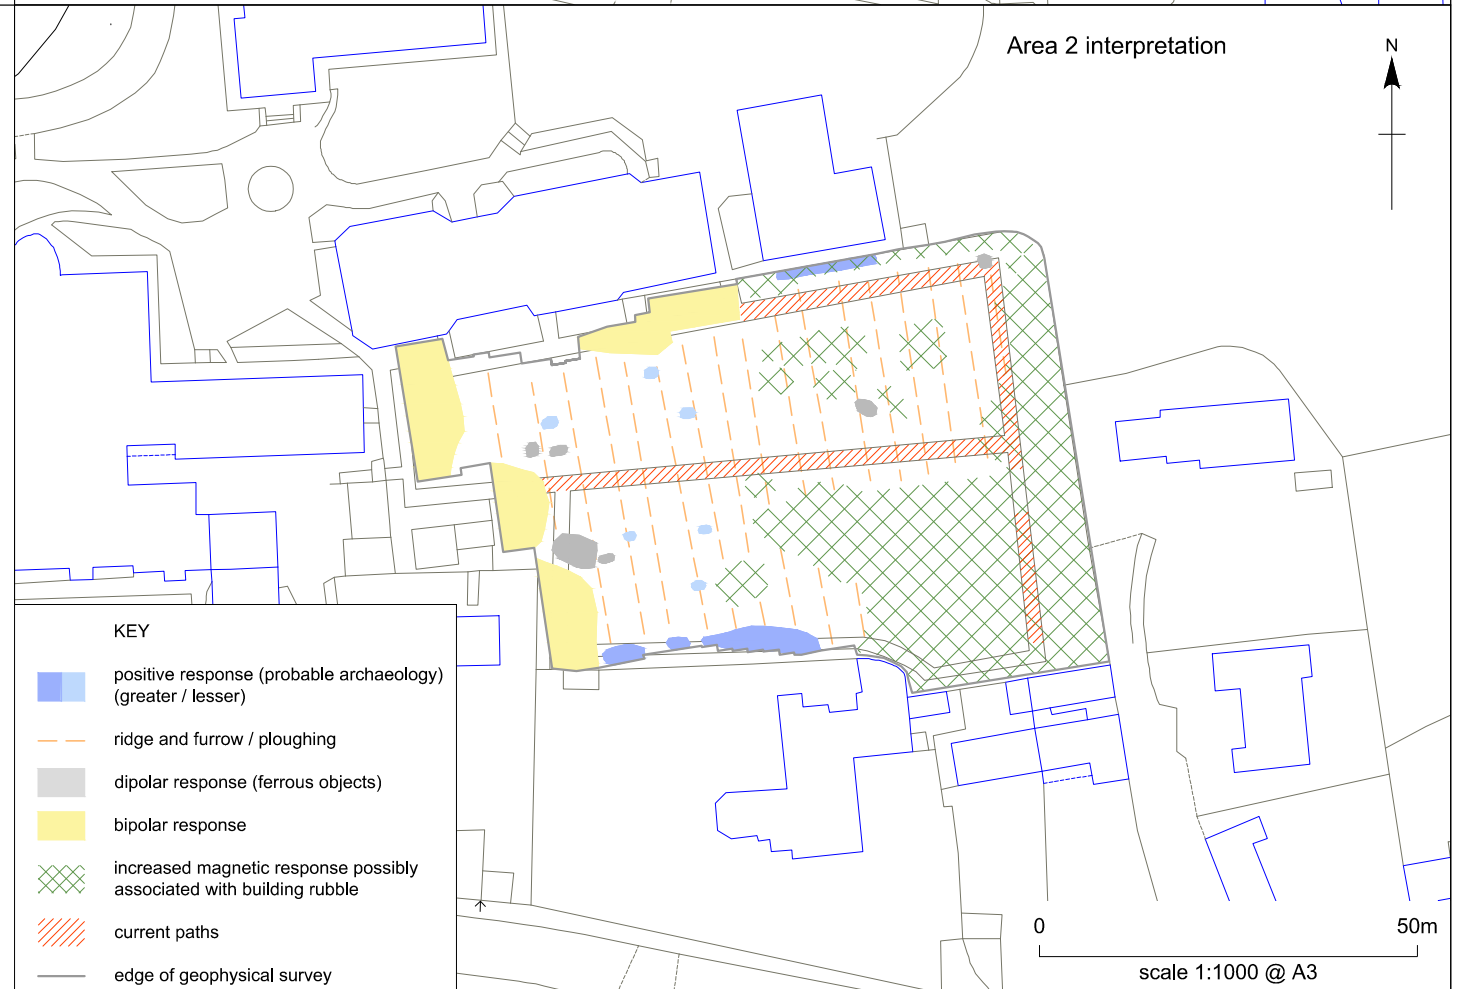 Area 2 interpretation
N
KEY
positive response (probable archaeology)
(greater / lesser)
ridge and furrow / ploughing
dipolar response (ferrous objects)
bipolar response
increased magnetic response possibly
associated with building rubble
current paths
edge of geophysical survey
0 50m
scale 1:1000 @ A3